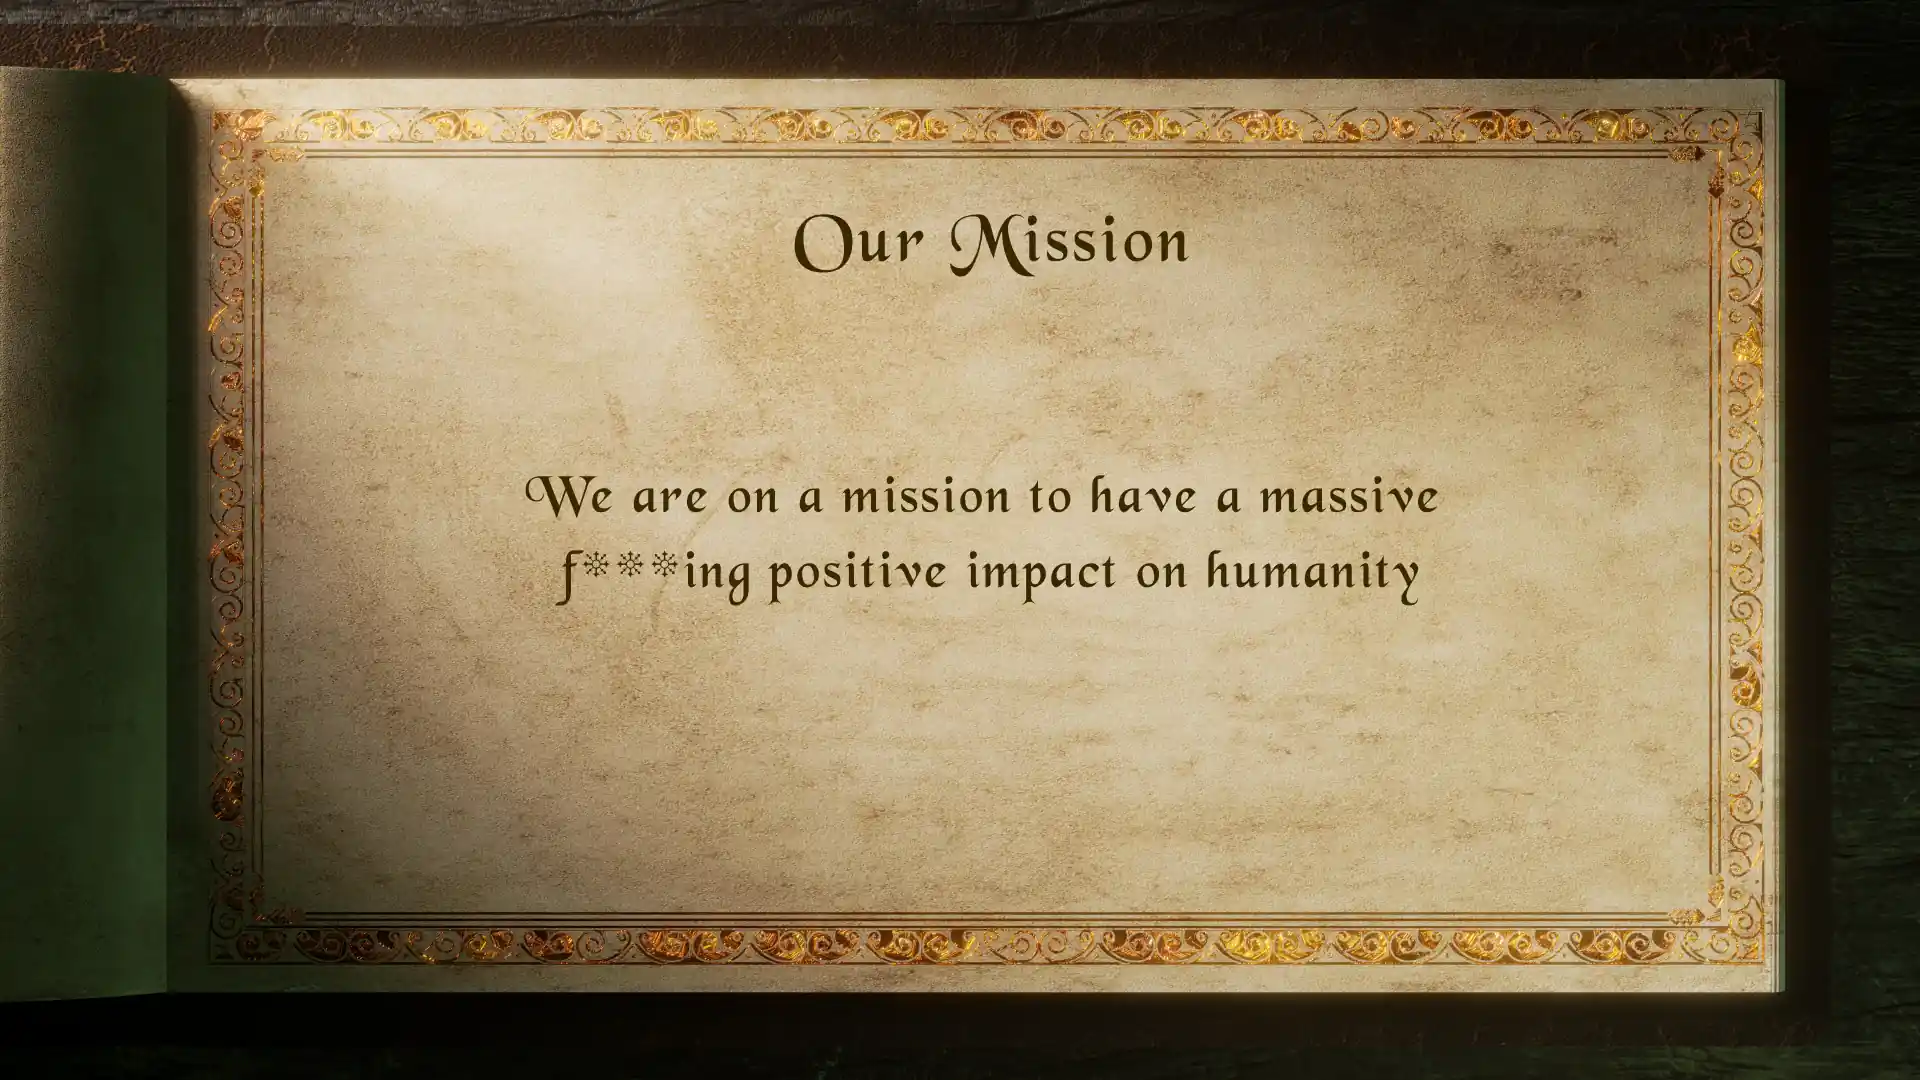 Our Mission
We are on a mission to have a massive
f***ing positive impact on humanity